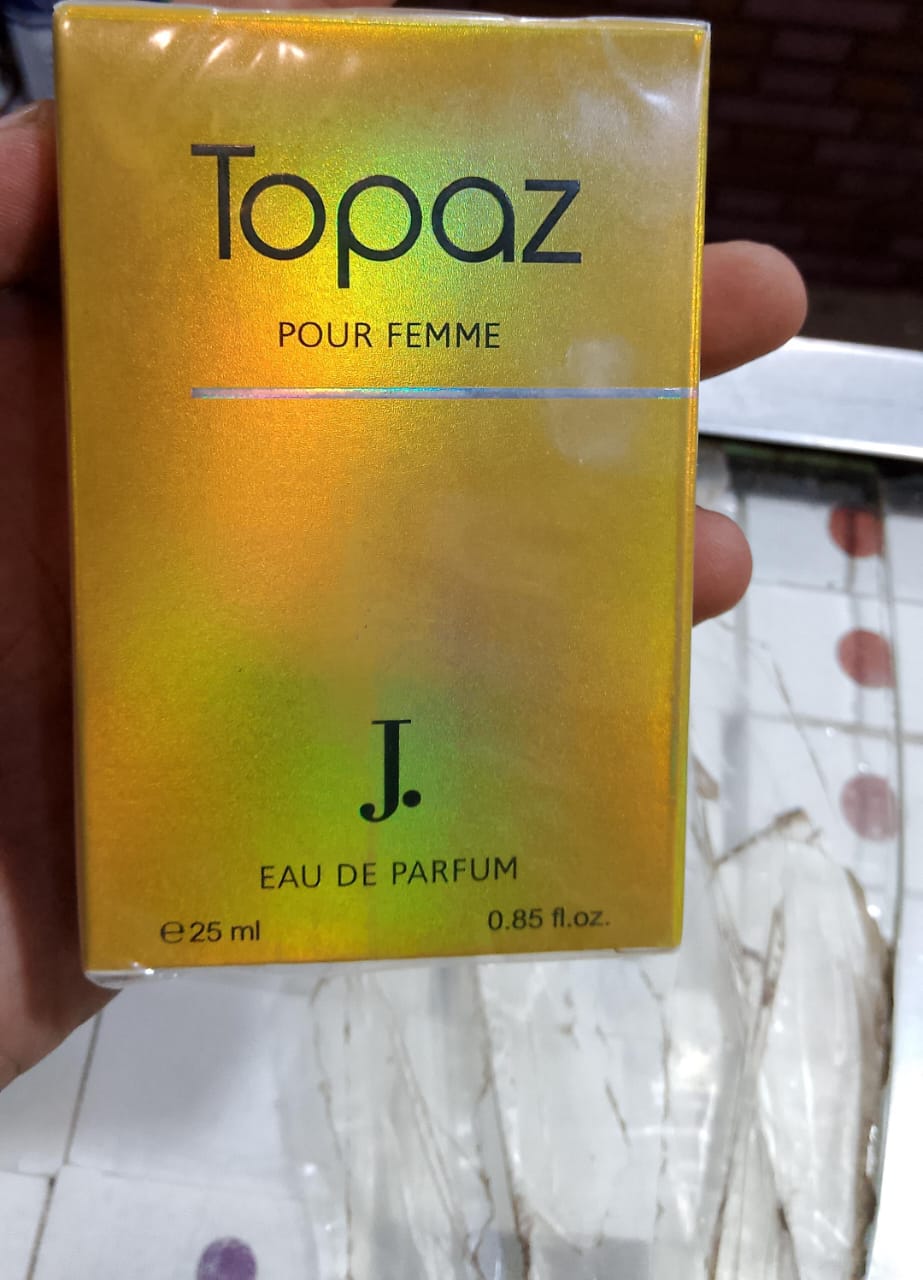 Topaz
POUR FEMME
J.
EAU DE PARFUM
℮25 ml 0.85 fl.oz.